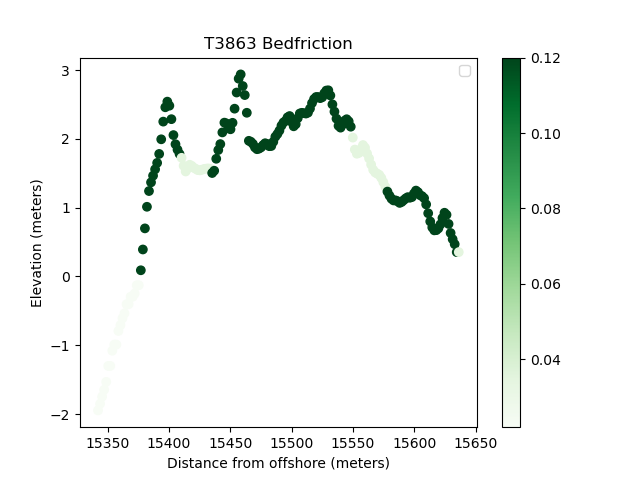 T3863 Bedfriction
Elevation (meters)
3
2
1
0
−1
−2
15350 15400 15450 15500 15550 15600 15650
Distance from offshore (meters)
0.12
0.10
0.08
0.06
0.04